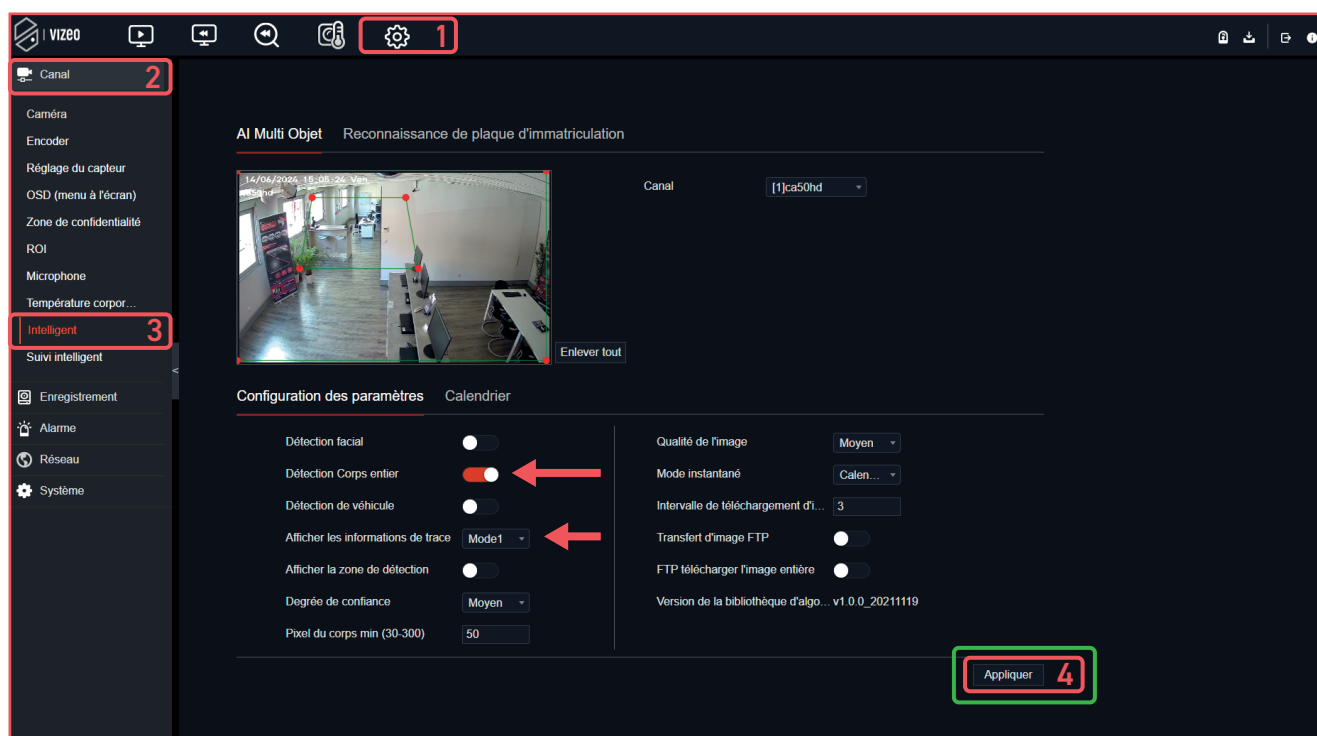 VIZEO
1
Canal 2
Caméra
Encoder
Réglage du capteur
OSD (menu à l'écran)
Zone de confidentialité
ROI
Microphone
Température corpor...
Intelligent 3
Suivi intelligent
<
Enregistrement
Alarme
Réseau
Système
AI Multi Objet Reconnaissance de plaque d'immatriculation
14/06/2024 15:05:24 Ven
ca50hd
Canal [1]ca50hd
Enlever tout
Configuration des paramètres Calendrier
Détection facial
Détection Corps entier
Détection de véhicule
Afficher les informations de trace Mode1
Afficher la zone de détection
Degrée de confiance Moyen
Pixel du corps min (30-300) 50
Qualité de l'image Moyen
Mode instantané Calen...
Intervalle de téléchargement d'i... 3
Transfert d'image FTP
FTP télécharger l'image entière
Version de la bibliothèque d'algo... v1.0.0_20211119
Appliquer 4